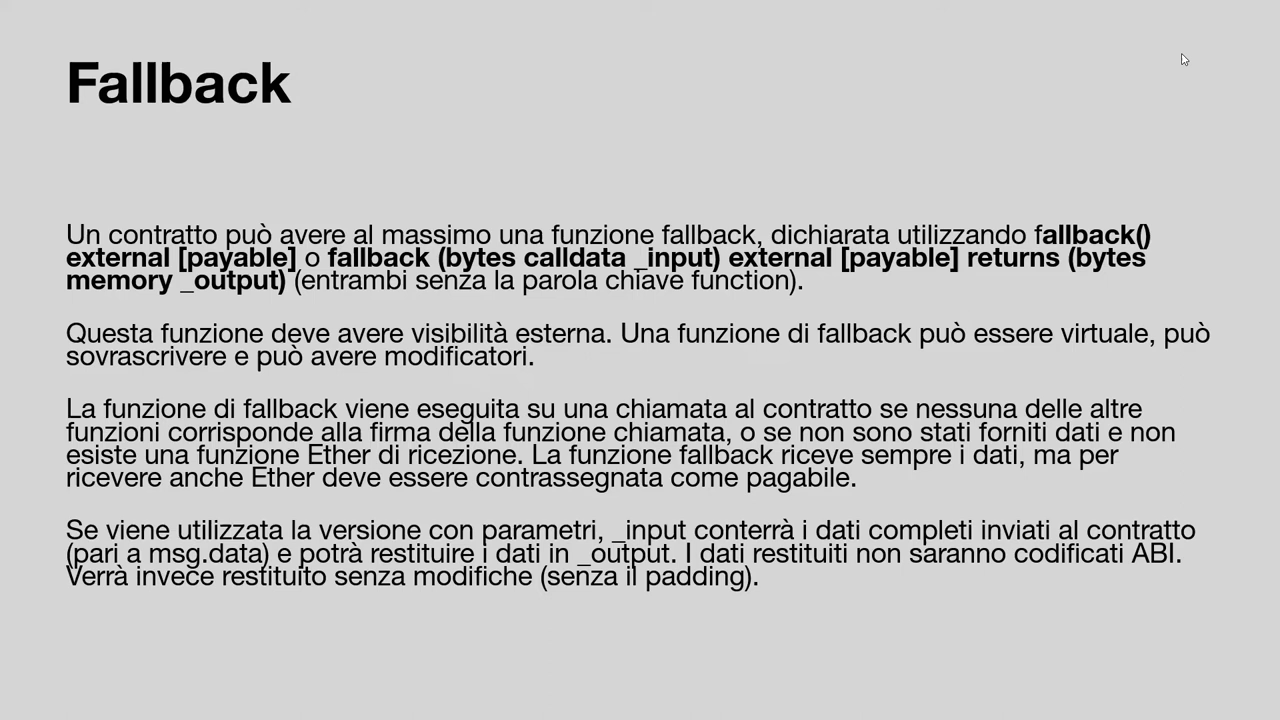 Fallback
Un contratto può avere al massimo una funzione fallback, dichiarata utilizzando fallback()
external [payable] o fallback (bytes calldata _input) external [payable] returns (bytes
memory _output) (entrambi senza la parola chiave function).
Questa funzione deve avere visibilità esterna. Una funzione di fallback può essere virtuale, può
sovrascrivere e può avere modificatori.
La funzione di fallback viene eseguita su una chiamata al contratto se nessuna delle altre
funzioni corrisponde alla firma della funzione chiamata, o se non sono stati forniti dati e non
esiste una funzione Ether di ricezione. La funzione fallback riceve sempre i dati, ma per
ricevere anche Ether deve essere contrassegnata come pagabile.
Se viene utilizzata la versione con parametri, _input conterrà i dati completi inviati al contratto
(pari a msg.data) e potrà restituire i dati in _output. I dati restituiti non saranno codificati ABI.
Verrà invece restituito senza modifiche (senza il padding).